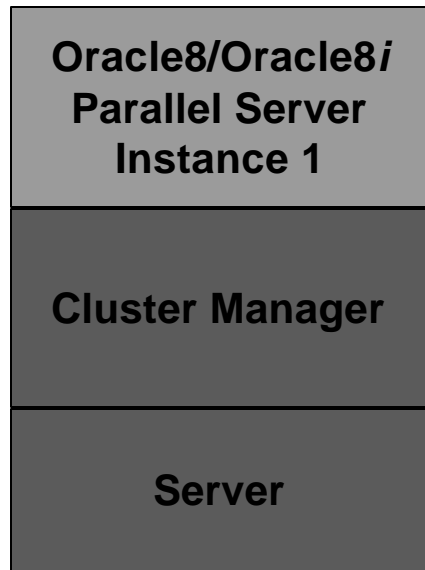 Oracle8/Oracle8i
Parallel Server
Instance 1
Cluster Manager
Server